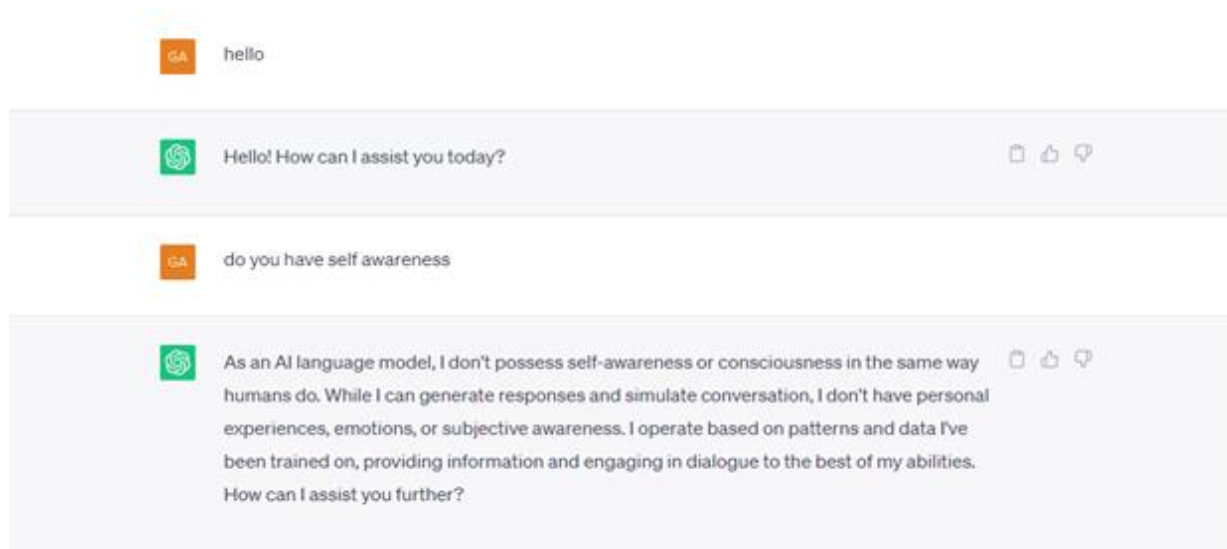 GA
hello
Hello! How can I assist you today?
GA
do you have self awareness
As an AI language model, I don't possess self-awareness or consciousness in the same way
humans do. While I can generate responses and simulate conversation, I don't have personal
experiences, emotions, or subjective awareness. I operate based on patterns and data I've
been trained on, providing information and engaging in dialogue to the best of my abilities.
How can I assist you further?